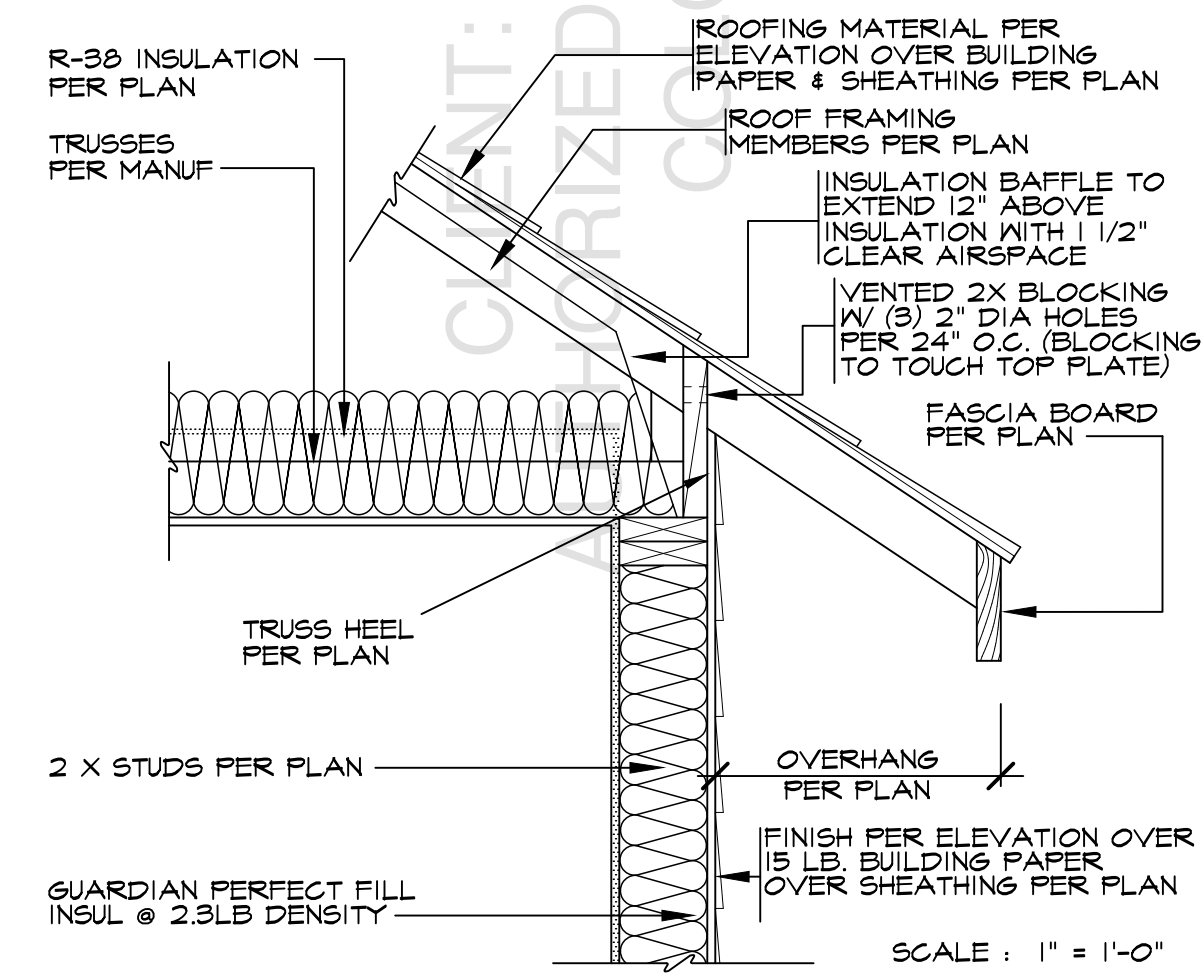 CLIENT:
AUTHORIZED
COLO
R-38 INSULATION
PER PLAN
TRUSSES
PER MANUF
ROOFING MATERIAL PER
ELEVATION OVER BUILDING
PAPER & SHEATHING PER PLAN
ROOF FRAMING
MEMBERS PER PLAN
INSULATION BAFFLE TO
EXTEND 12" ABOVE
INSULATION WITH 1 1/2"
CLEAR AIRSPACE
VENTED 2X BLOCKING
W/ (3) 2" DIA HOLES
PER 24" O.C. (BLOCKING
TO TOUCH TOP PLATE)
FASCIA BOARD
PER PLAN
TRUSS HEEL
PER PLAN
2 X STUDS PER PLAN
OVERHANG
PER PLAN
FINISH PER ELEVATION OVER
15 LB. BUILDING PAPER
OVER SHEATHING PER PLAN
GUARDIAN PERFECT FILL
INSUL @ 2.3LB DENSITY
SCALE : 1" = 1'-0"